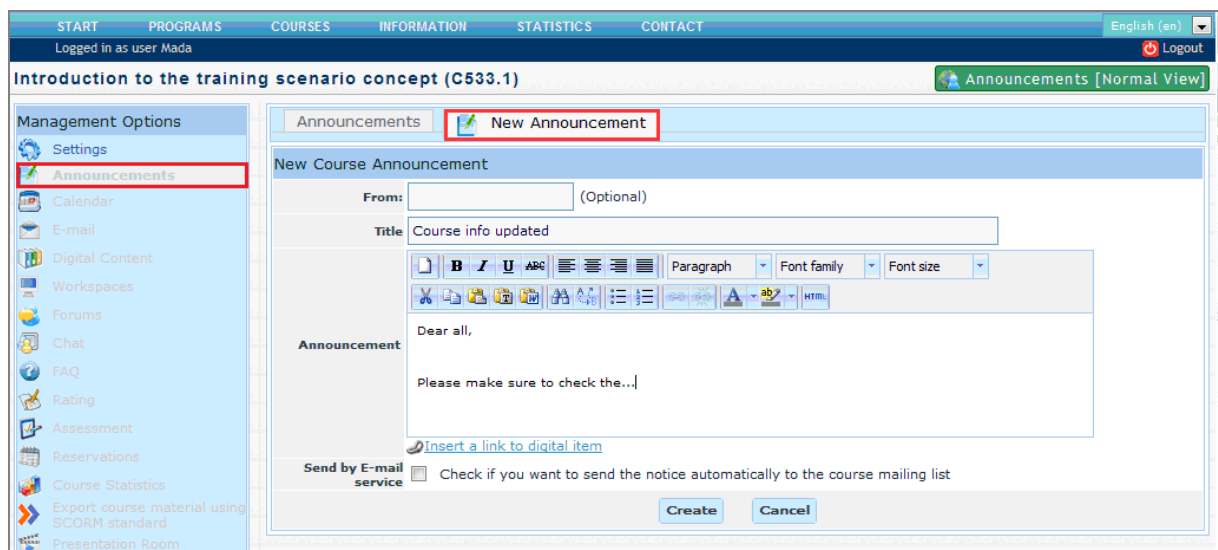 START PROGRAMS COURSES INFORMATION STATISTICS CONTACT English (en)
Logged in as user Mada Logout
Introduction to the training scenario concept (C533.1) Announcements [Normal View]
Management Options
Settings
Announcements
Calendar
E-mail
Digital Content
Workspaces
Forums
Chat
FAQ
Rating
Assessment
Reservations
Course Statistics
Export course material using
SCORM standard
Presentation Room
Announcements New Announcement
New Course Announcement
From: (Optional)
Title Course info updated
B I U ABC Paragraph Font family Font size
A ab HTML
Announcement
Dear all,
Please make sure to check the...
Insert a link to digital item
Send by E-mail
service Check if you want to send the notice automatically to the course mailing list
Create Cancel